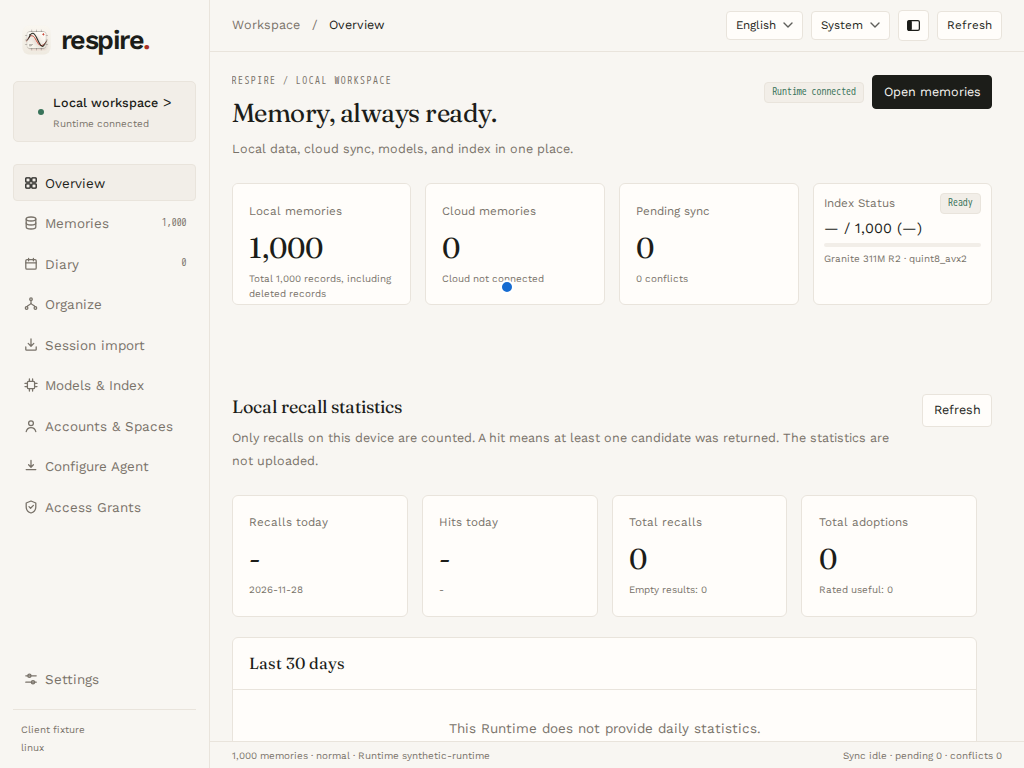 respire.
Local workspace >
Runtime connected
Overview
Memories 1,000
Diary 0
Organize
Session import
Models & Index
Accounts & Spaces
Configure Agent
Access Grants
Settings
Client fixture
linux
Workspace / Overview
English
System
Refresh
RESPIRE / LOCAL WORKSPACE
Memory, always ready.
Local data, cloud sync, models, and index in one place.
Runtime connected
Open memories
Local memories
1,000
Total 1,000 records, including
deleted records
Cloud memories
0
Cloud not connected
Pending sync
0
0 conflicts
Index Status
Ready
— / 1,000 (—)
Granite 311M R2 · quint8_avx2
Local recall statistics
Refresh
Only recalls on this device are counted. A hit means at least one candidate was returned. The statistics are
not uploaded.
Recalls today
-
2026-11-28
Hits today
-
-
Total recalls
0
Empty results: 0
Total adoptions
0
Rated useful: 0
Last 30 days
This Runtime does not provide daily statistics.
1,000 memories · normal · Runtime synthetic-runtime
Sync idle · pending 0 · conflicts 0